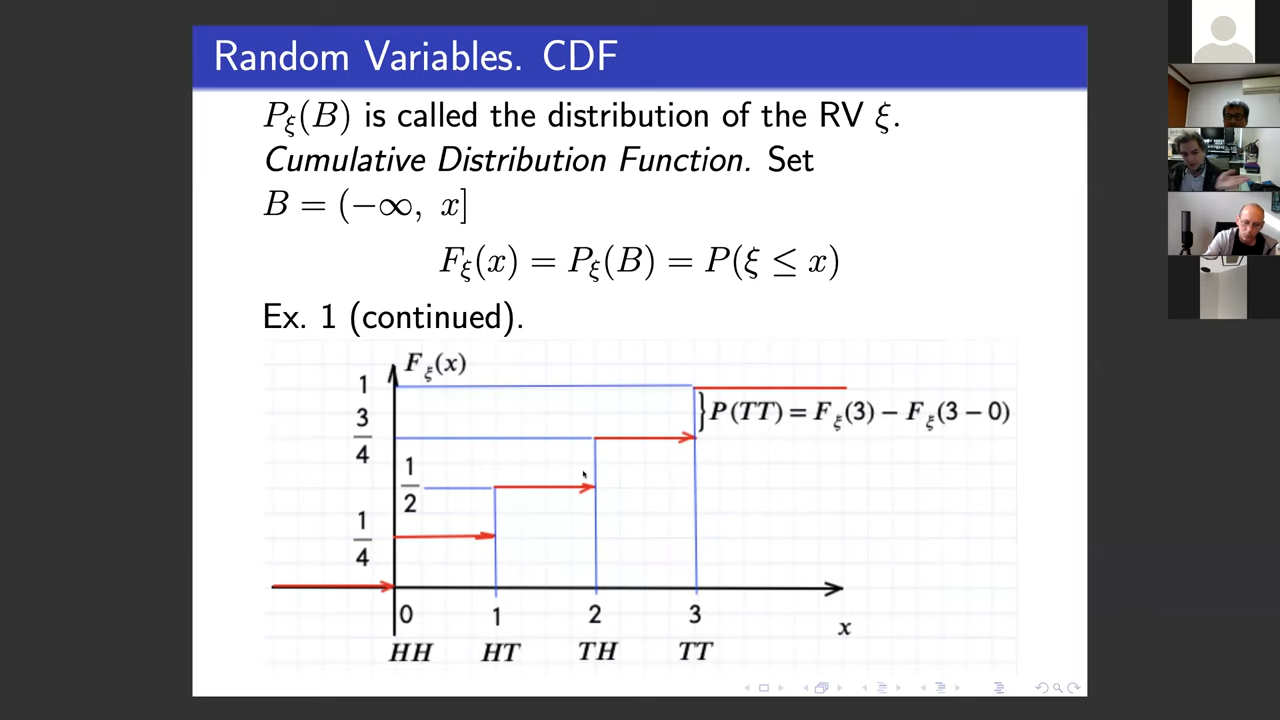 Random Variables. CDF
P_ξ(B) is called the distribution of the RV ξ.
Cumulative Distribution Function. Set
B = (−∞, x]
F_ξ(x) = P_ξ(B) = P(ξ ≤ x)
Ex. 1 (continued).
F_ξ(x)
1
}P(TT) = F_ξ(3) − F_ξ(3 − 0)
3/4
1/2
1/4
0 1 2 3 x
HH HT TH TT